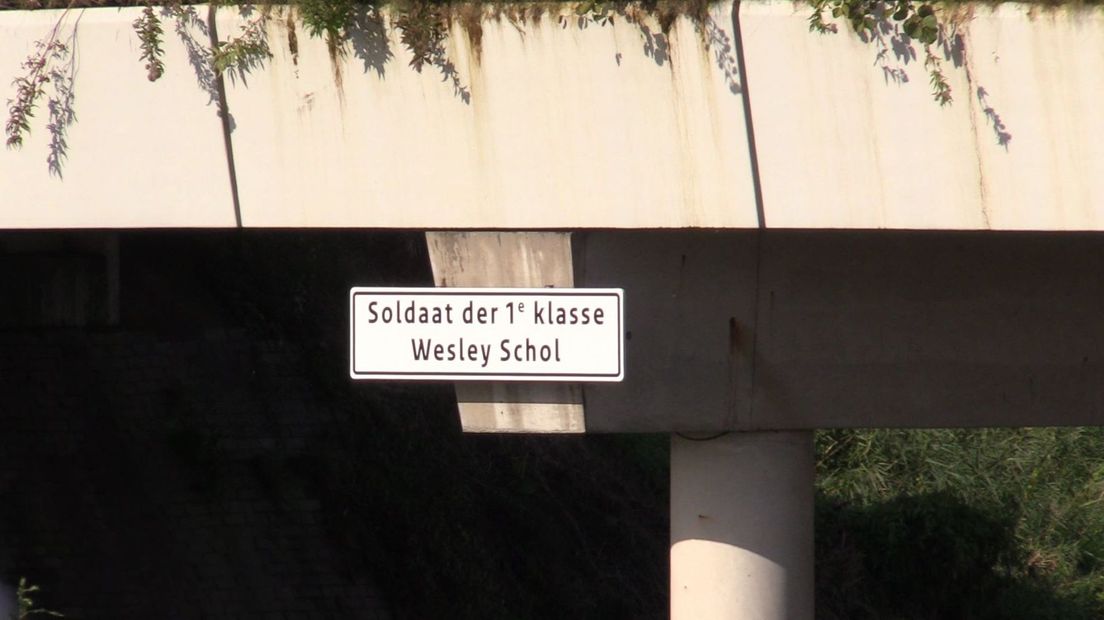 Soldaat der 1ᵉ klasse
Wesley Schol